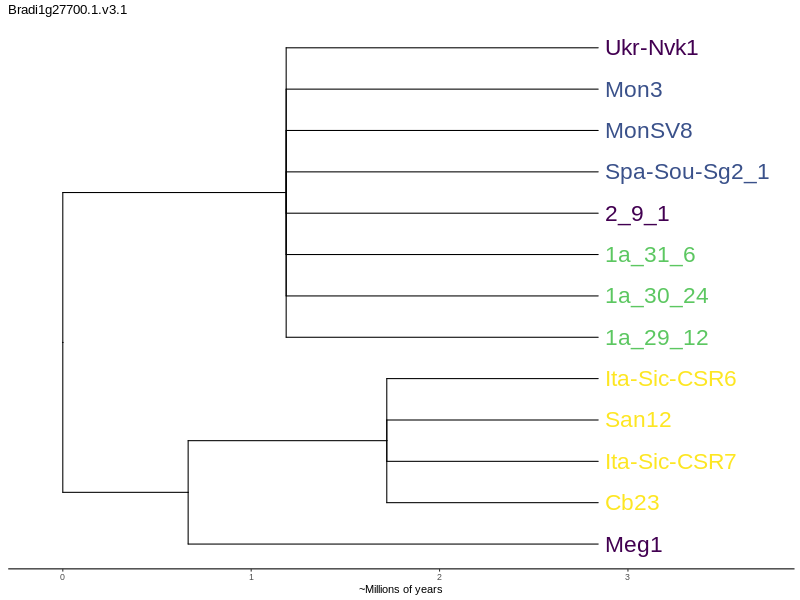 Bradi1g27700.1.v3.1
Ukr-Nvk1
Mon3
MonSV8
Spa-Sou-Sg2_1
2_9_1
1a_31_6
1a_30_24
1a_29_12
Ita-Sic-CSR6
San12
Ita-Sic-CSR7
Cb23
Meg1
0 1 2 3
~Millions of years